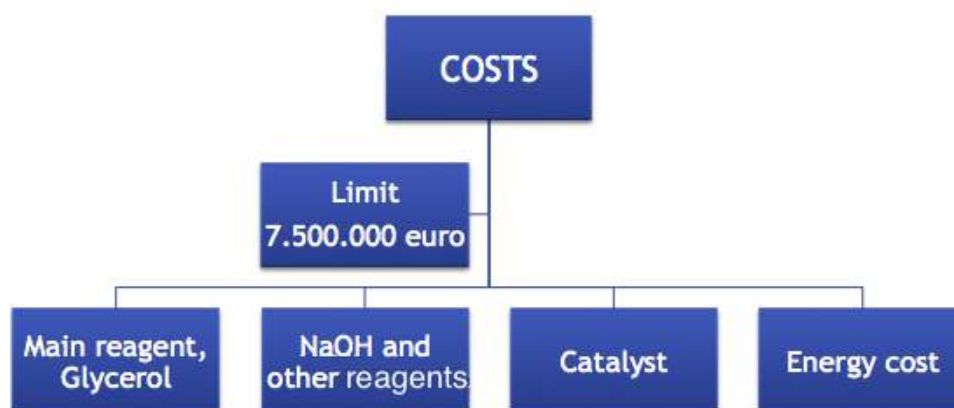 COSTS
Limit
7.500.000 euro
Main reagent,
Glycerol
NaOH and
other reagents.
Catalyst
Energy cost